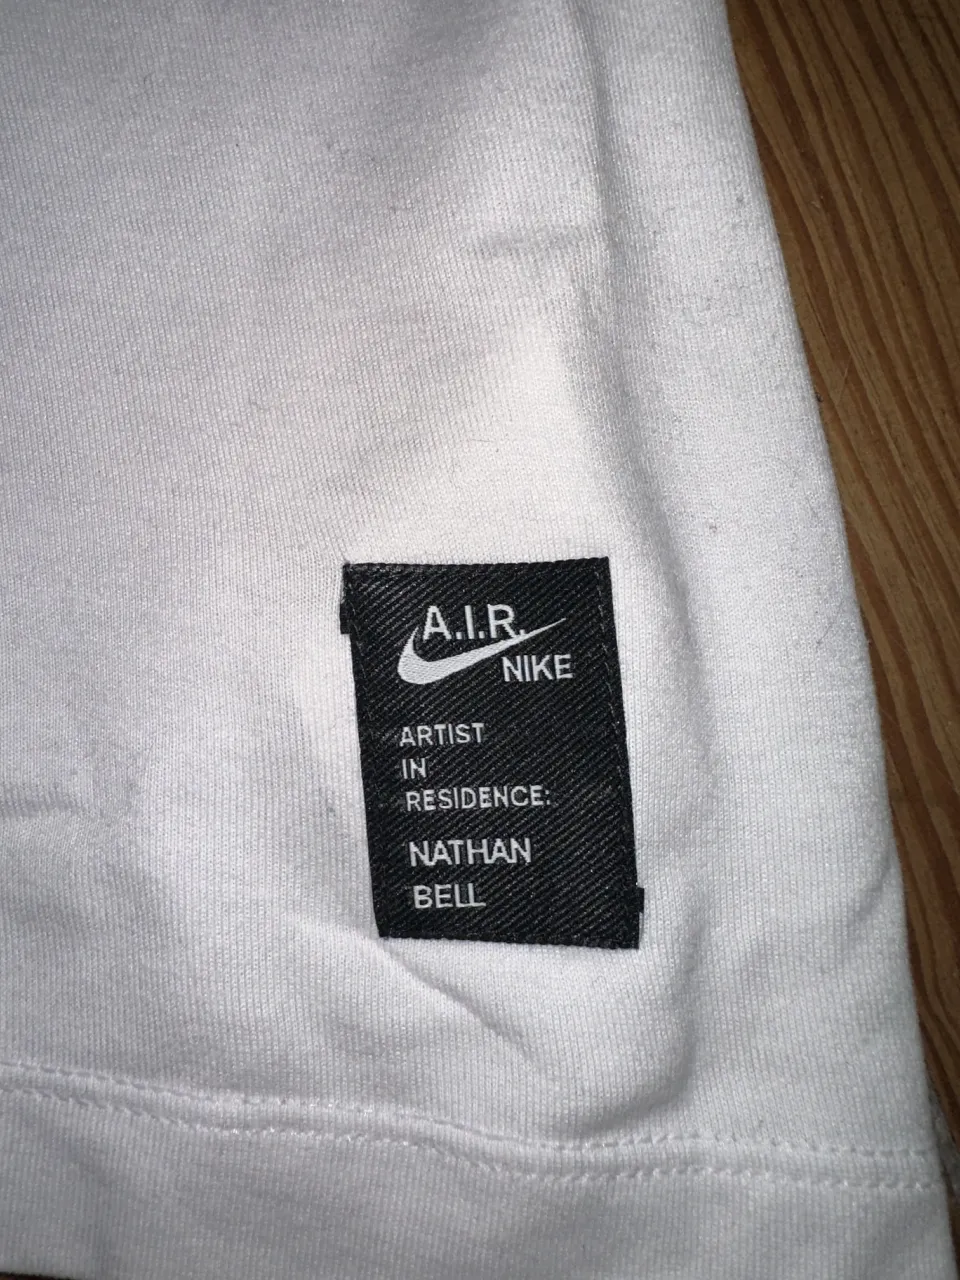 A.I.R.
NIKE
ARTIST
IN
RESIDENCE:
NATHAN
BELL